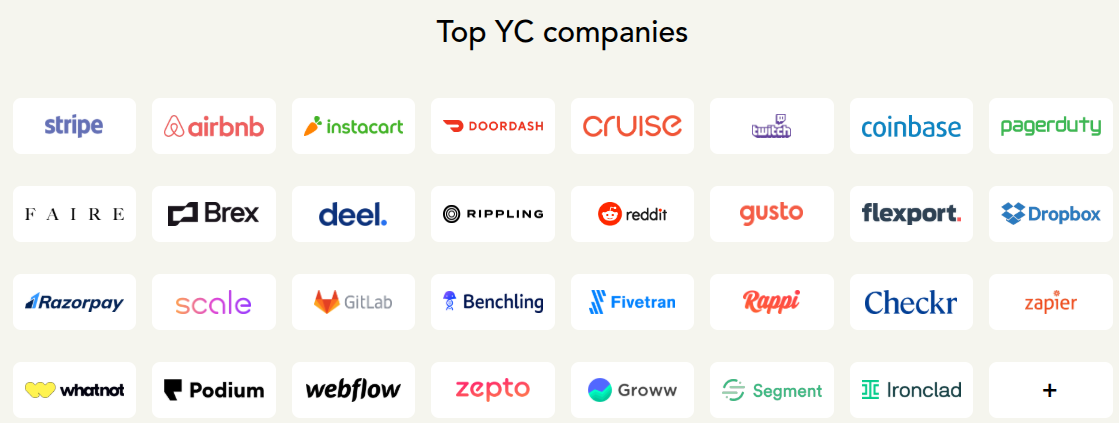 Top YC companies
stripe airbnb instacart DOORDASH CRUISE twitch coinbase pagerduty
FAIRE Brex deel. RIPPLING reddit gusto flexport. Dropbox
Razorpay scale GitLab Benchling Fivetran Rappi Checkr zapier
whatnot Podium webflow zepto Groww Segment Ironclad +